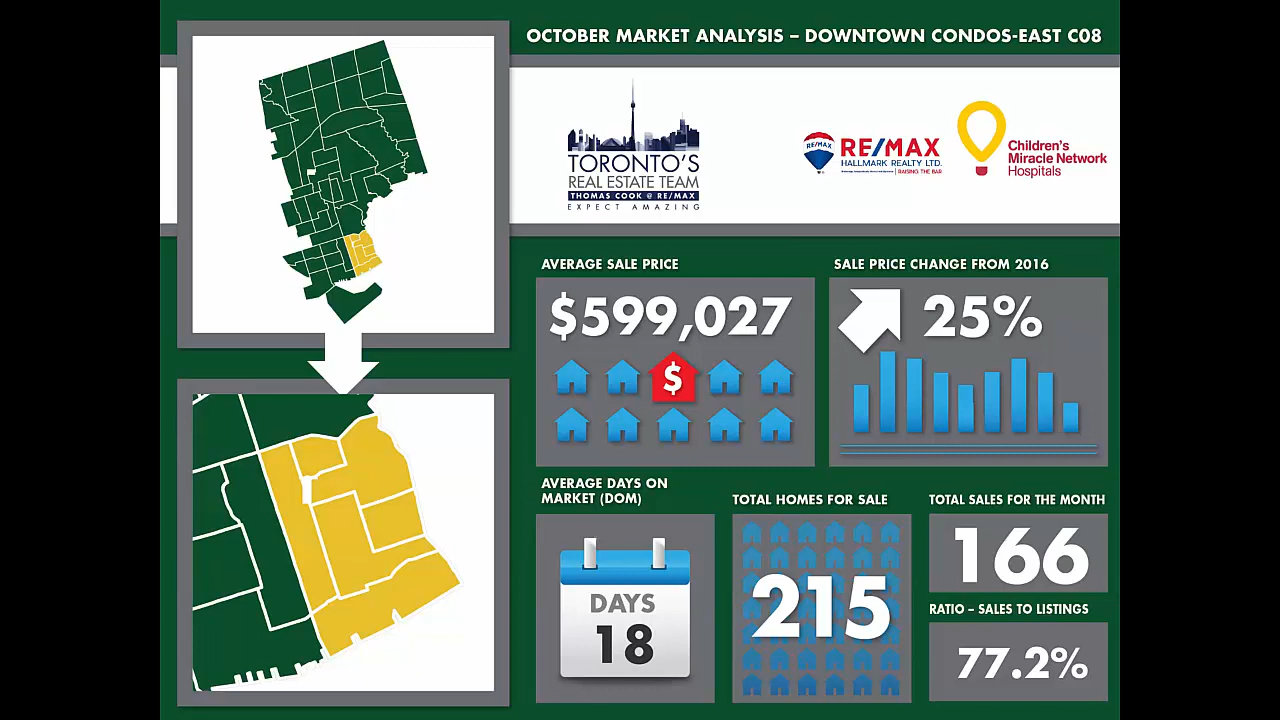 OCTOBER MARKET ANALYSIS – DOWNTOWN CONDOS-EAST C08
TORONTO'S
REAL ESTATE TEAM
THOMAS COOK @ RE/MAX
EXPECT AMAZING
RE/MAX
RE/MAX
HALLMARK REALTY LTD.
RAISING THE BAR
Children's
Miracle Network
Hospitals
AVERAGE SALE PRICE
$599,027
$
SALE PRICE CHANGE FROM 2016
25%
AVERAGE DAYS ON
MARKET (DOM)
DAYS
18
TOTAL HOMES FOR SALE
215
TOTAL SALES FOR THE MONTH
166
RATIO – SALES TO LISTINGS
77.2%